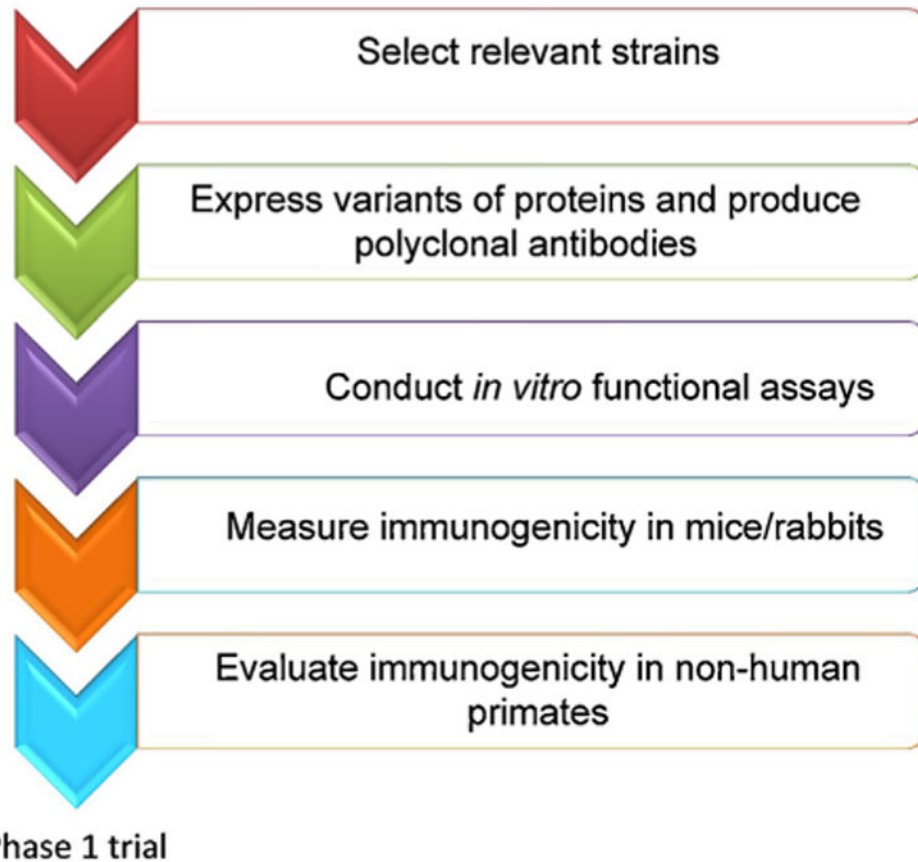 Select relevant strains
Express variants of proteins and produce
polyclonal antibodies
Conduct in vitro functional assays
Measure immunogenicity in mice/rabbits
Evaluate immunogenicity in non-human
primates
hase 1 trial